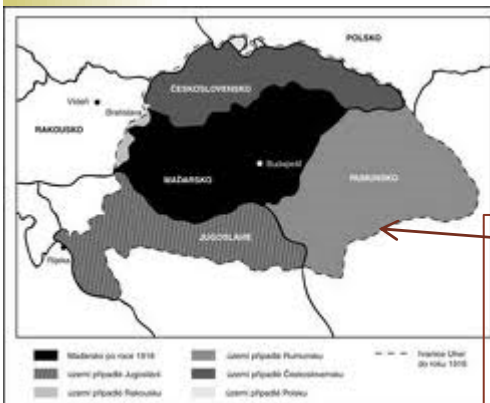 POLSKO
ČESKOSLOVENSKO
Vídeň
Bratislava
RAKOUSKO
Budapešť
MAĎARSKO
RUMUNSKO
JUGOSLÁVIE
Rijeka
Maďarsko po roce 1918
území připadlé Rumunsku
hranice Uher
do roku 1918
území připadlé Jugoslávii
území připadlé Československu
území připadlé Rakousku
území připadlé Polsku